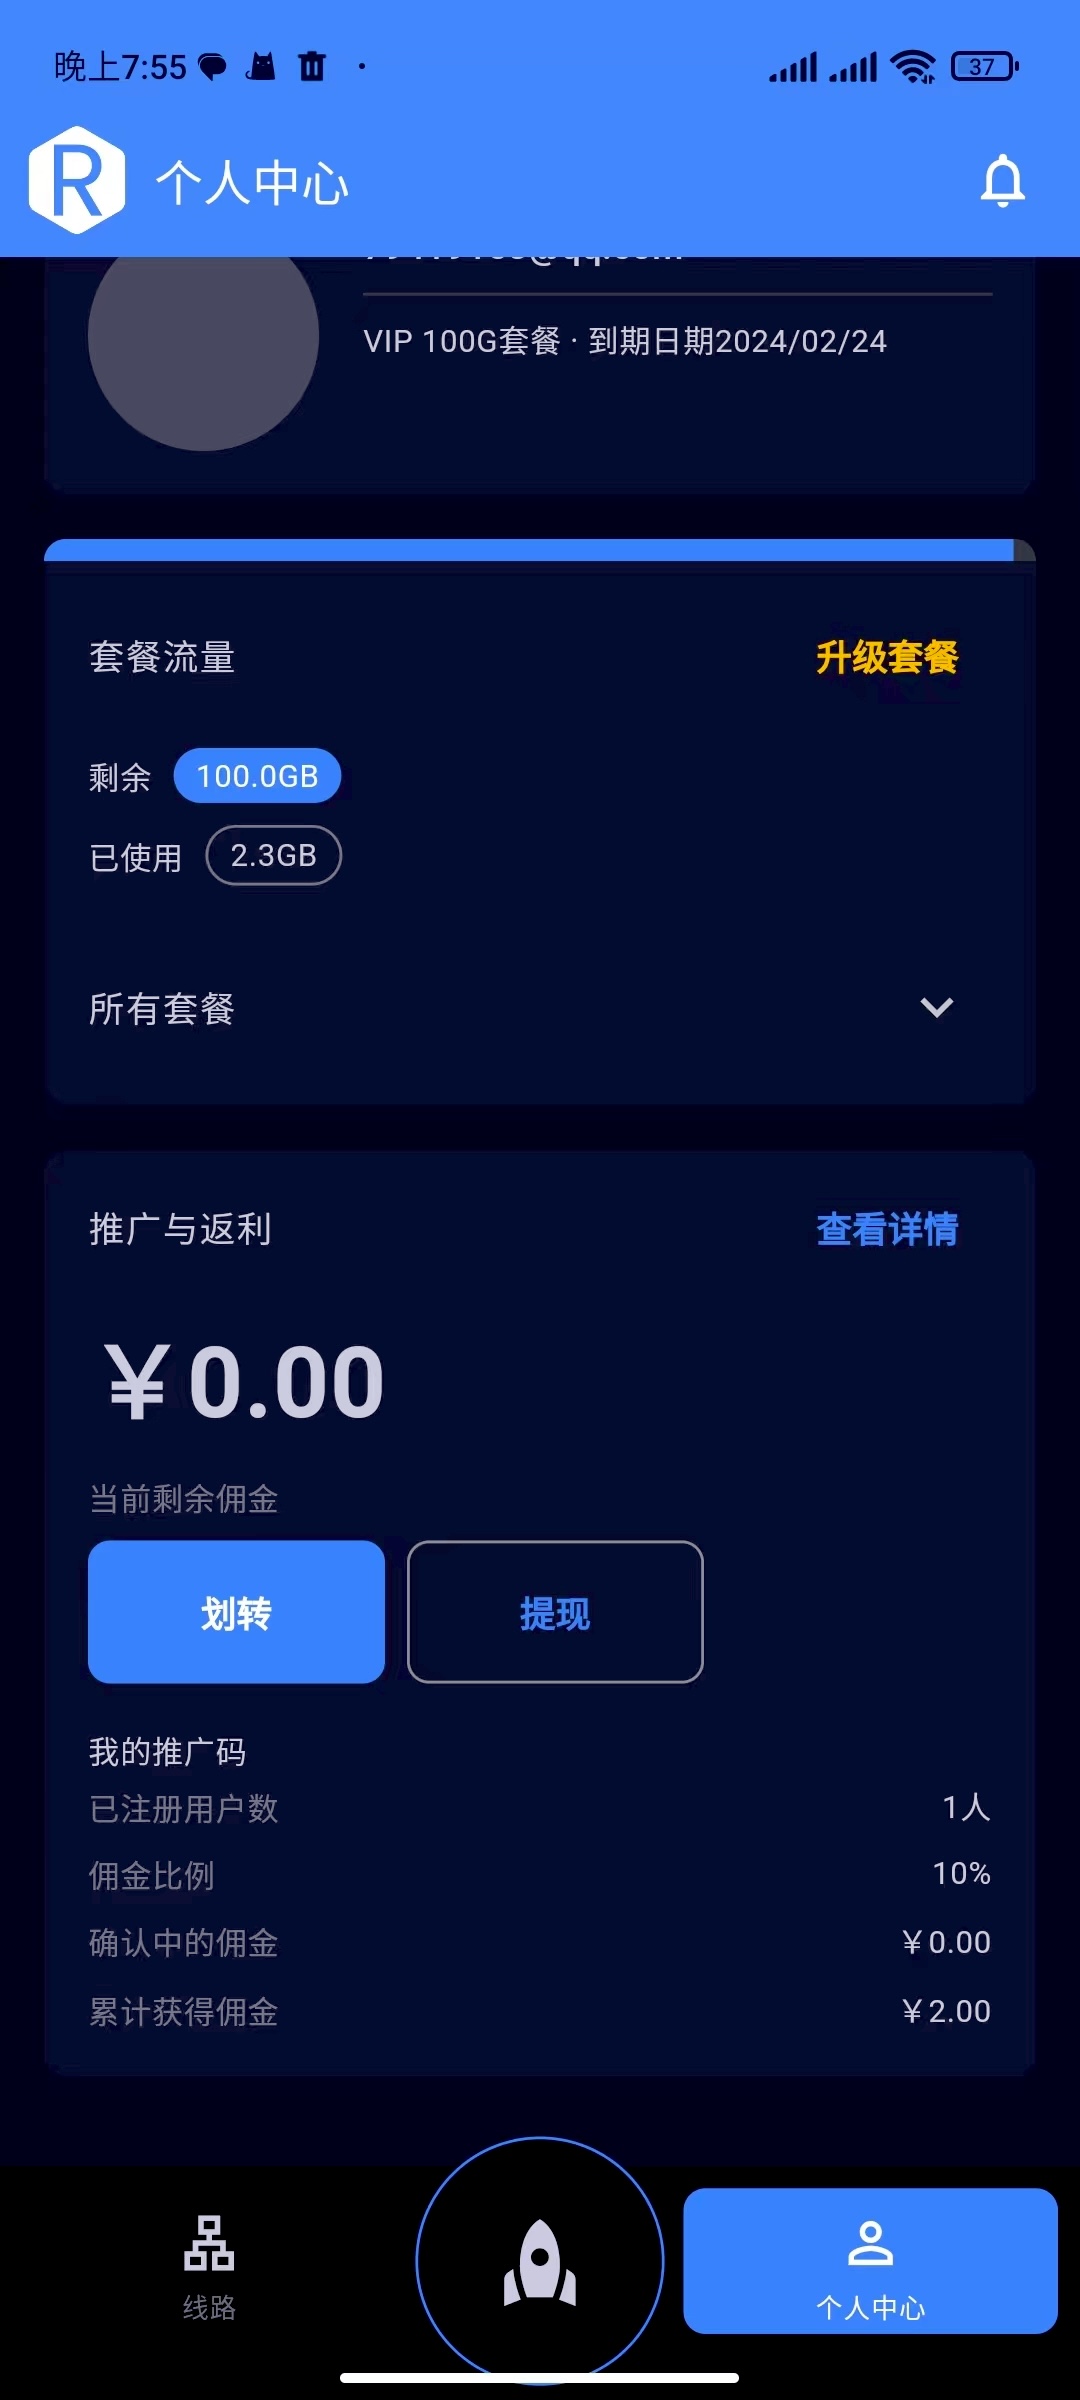 晚上7:55
37
R 个人中心
VIP 100G套餐 · 到期日期2024/02/24
套餐流量 升级套餐
剩余 100.0GB
已使用 2.3GB
所有套餐
推广与返利 查看详情
￥0.00
当前剩余佣金
划转 提现
我的推广码
已注册用户数 1人
佣金比例 10%
确认中的佣金 ￥0.00
累计获得佣金 ￥2.00
线路
个人中心